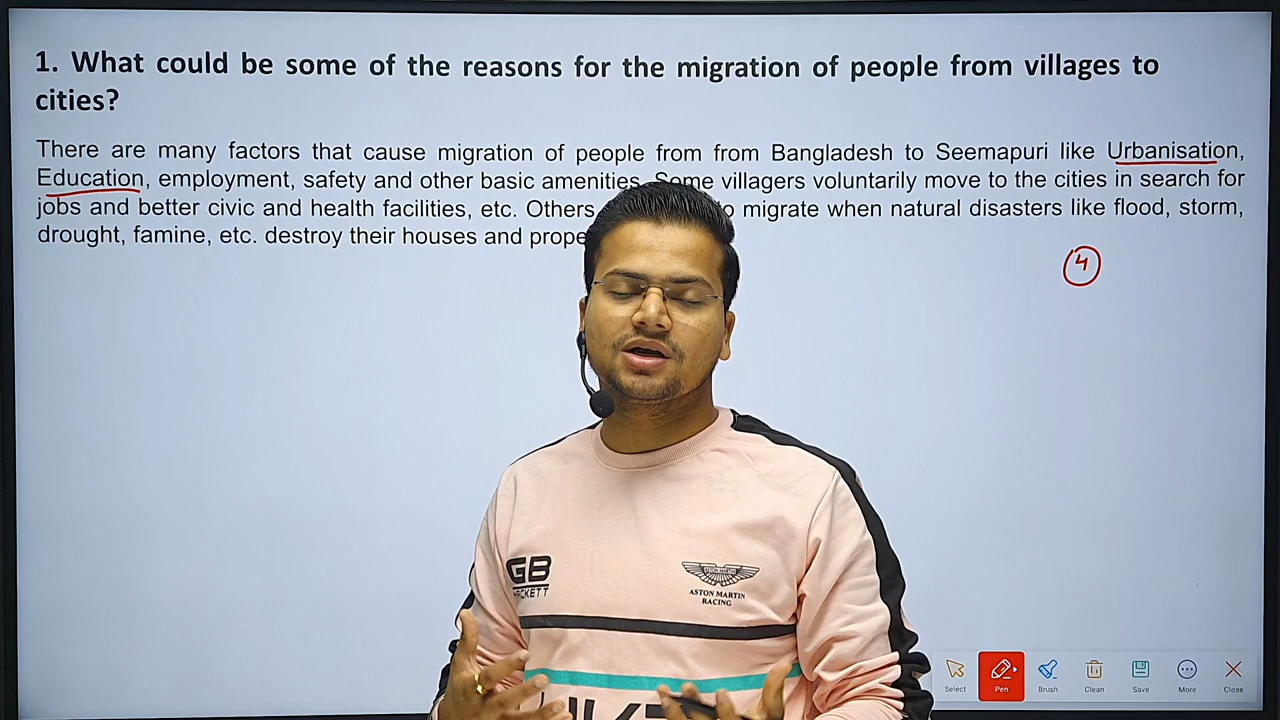 1. What could be some of the reasons for the migration of people from villages to
cities?
There are many factors that cause migration of people from from Bangladesh to Seemapuri like Urbanisation,
Education, employment, safety and other basic amenities. Some villagers voluntarily move to the cities in search for
jobs and better civic and health facilities, etc. Others migrate when natural disasters like flood, storm,
drought, famine, etc. destroy their houses and
4
GB
ASTON MARTIN
RACING
Select Pen Brush Clean Save More Close